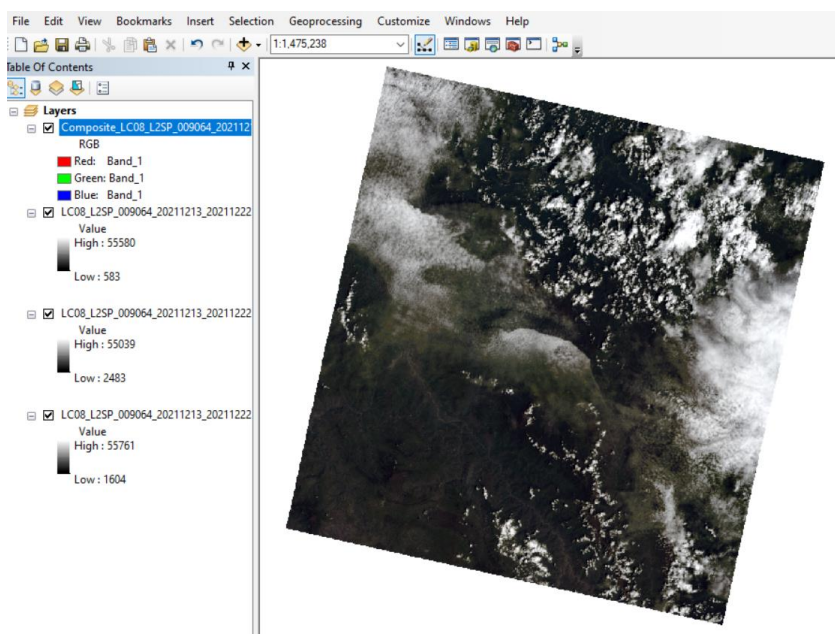 File Edit View Bookmarks Insert Selection Geoprocessing Customize Windows Help
1:1,475,238
Table Of Contents
Layers
Composite_LC08_L2SP_009064_202112
RGB
Red: Band_1
Green: Band_1
Blue: Band_1
LC08_L2SP_009064_20211213_20211222
Value
High : 55580
Low : 583
LC08_L2SP_009064_20211213_20211222
Value
High : 55039
Low : 2483
LC08_L2SP_009064_20211213_20211222
Value
High : 55761
Low : 1604